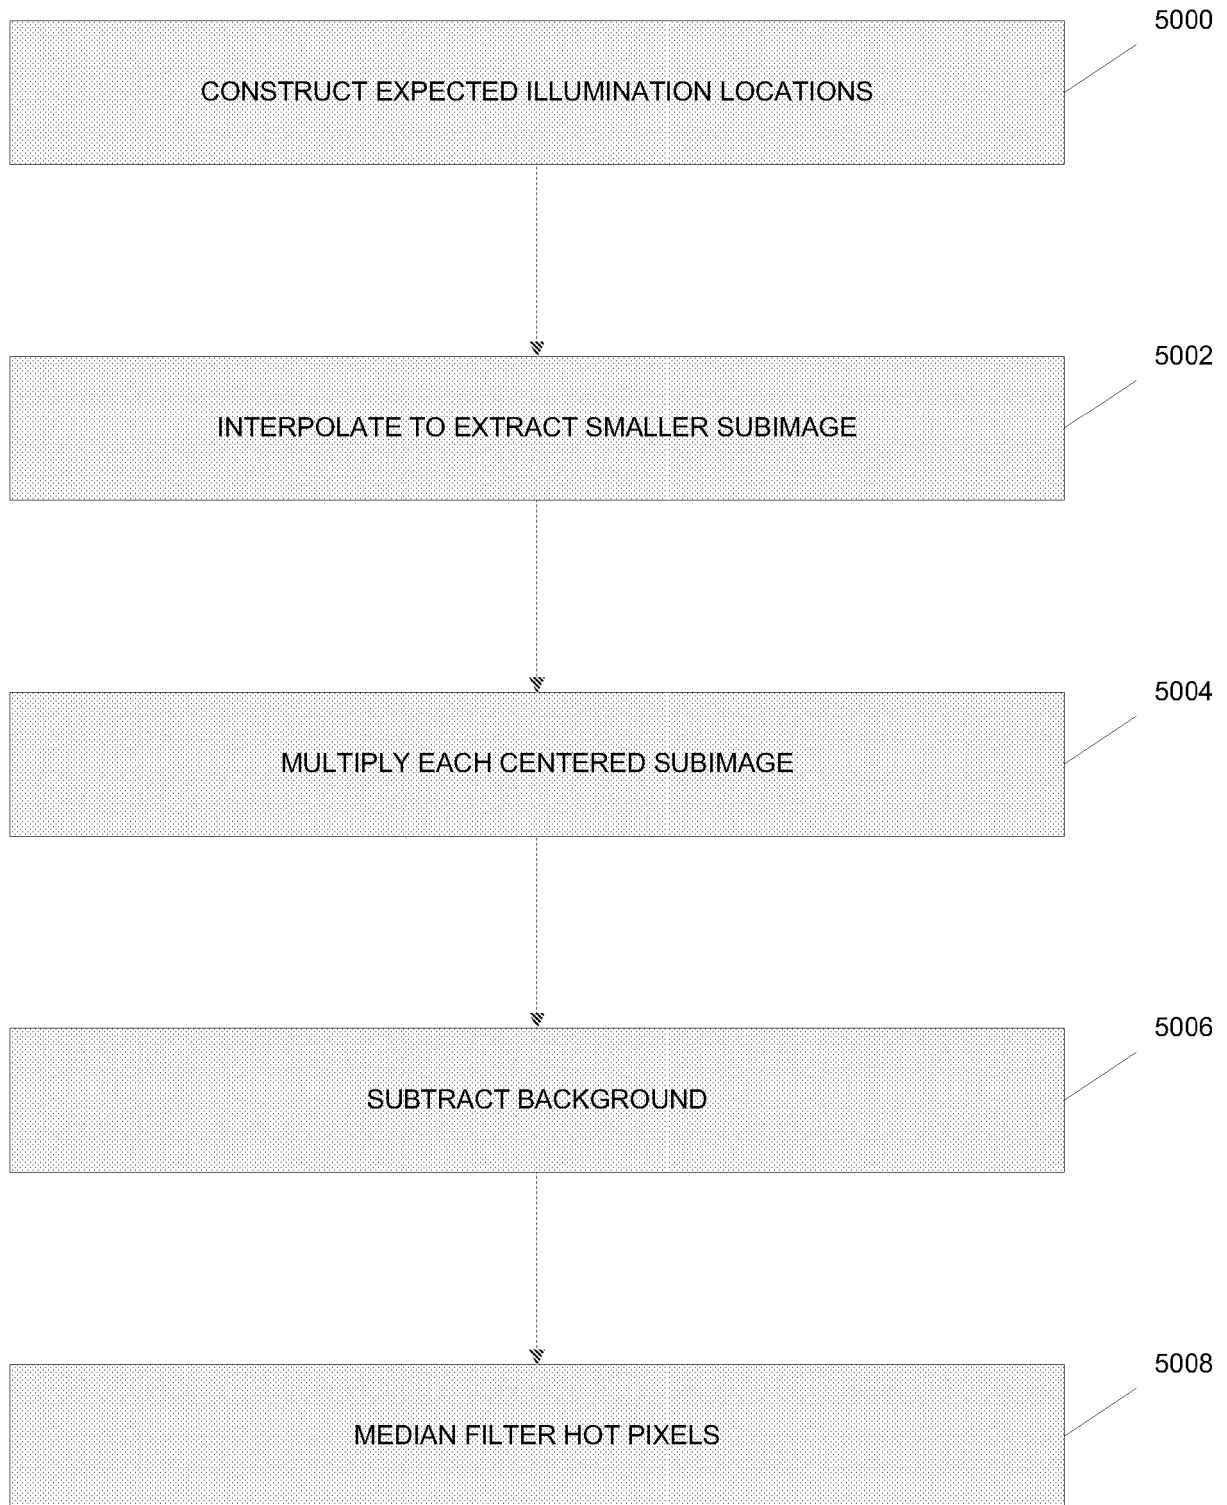 5000
CONSTRUCT EXPECTED ILLUMINATION LOCATIONS
5002
INTERPOLATE TO EXTRACT SMALLER SUBIMAGE
5004
MULTIPLY EACH CENTERED SUBIMAGE
5006
SUBTRACT BACKGROUND
5008
MEDIAN FILTER HOT PIXELS